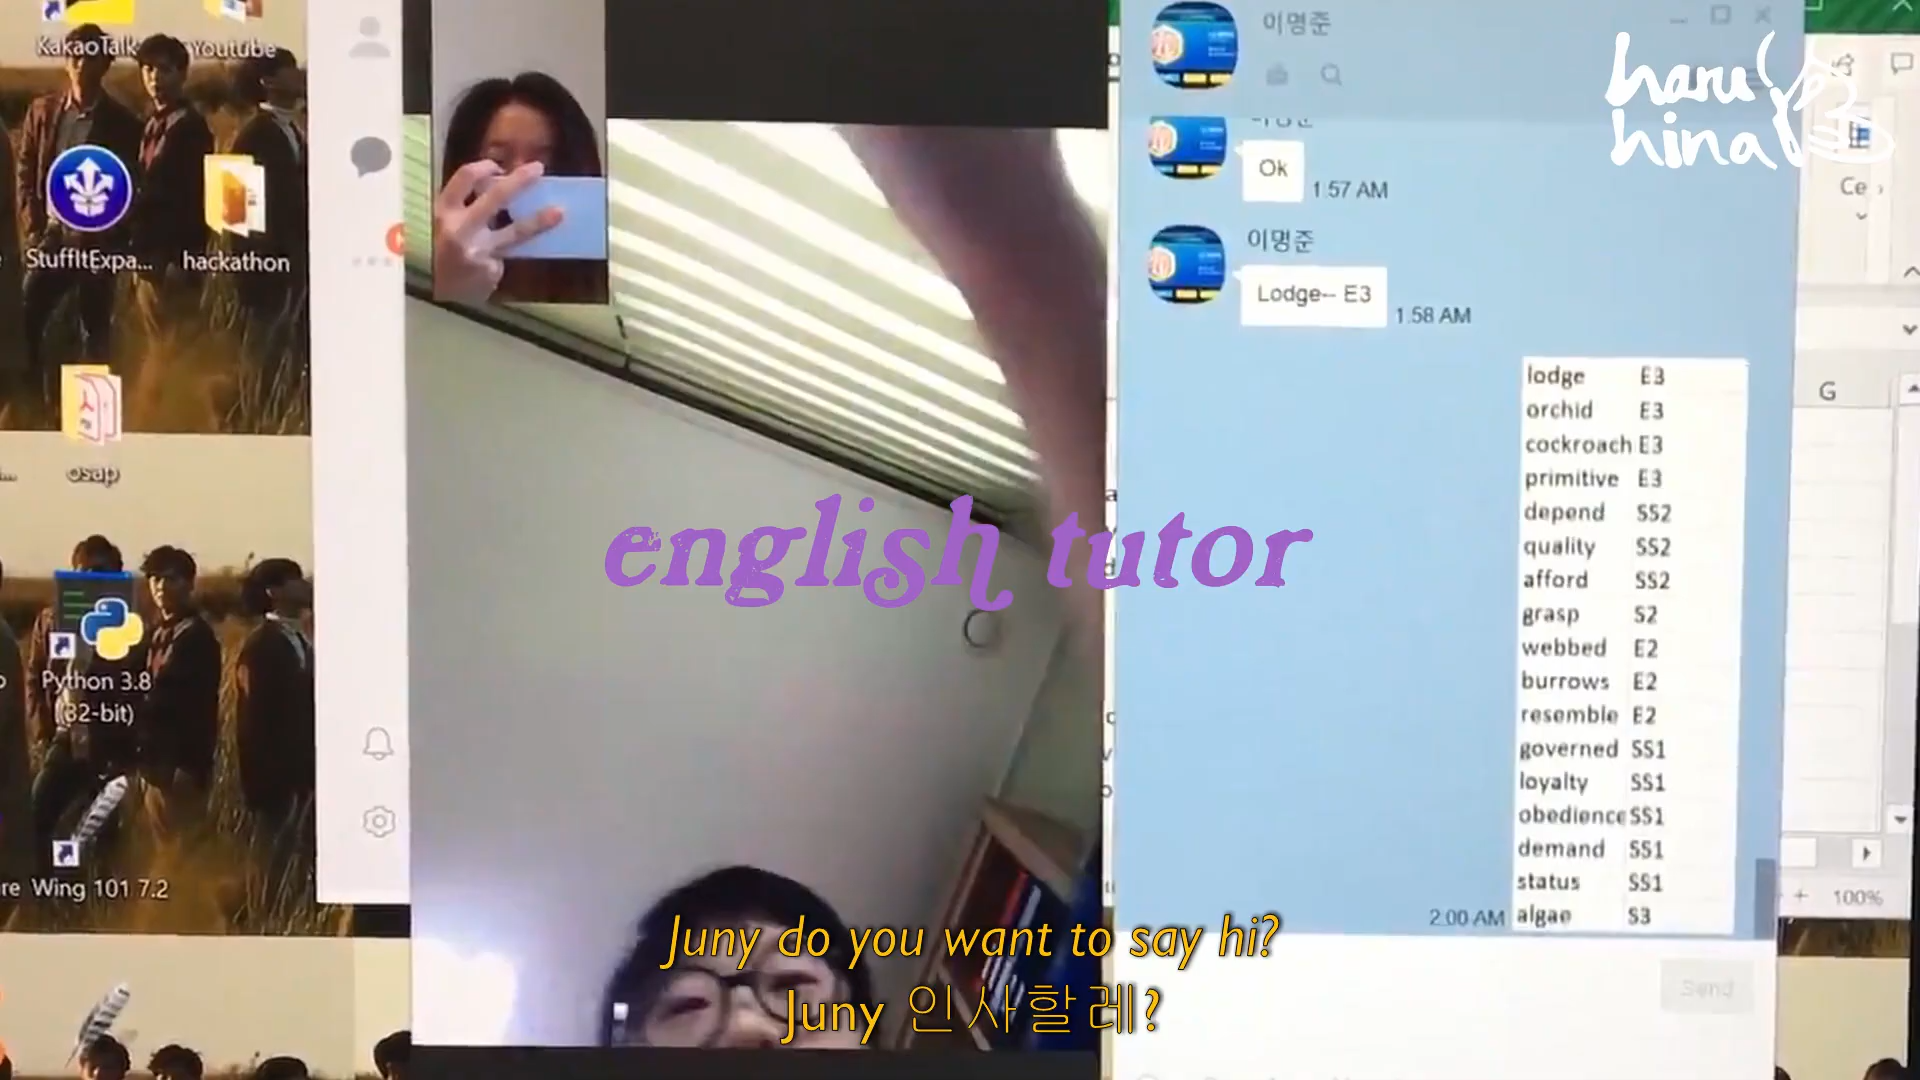 KakaoTalk
Youtube
StuffItExpa...
hackathon
osap
Python 3.8
(32-bit)
Wing 101 7.2
이명준
haru
hina
Ok
1:57 AM
이명준
Lodge-- E3
1:58 AM
lodge E3
orchid E3
cockroach E3
primitive E3
depend SS2
quality SS2
afford SS2
grasp S2
webbed E2
burrows E2
resemble E2
governed SS1
loyalty SS1
obedience SS1
demand SS1
status SS1
algae S3
2:00 AM
Send
Ce
G
100%
english tutor
Juny do you want to say hi?
Juny 인사할레?